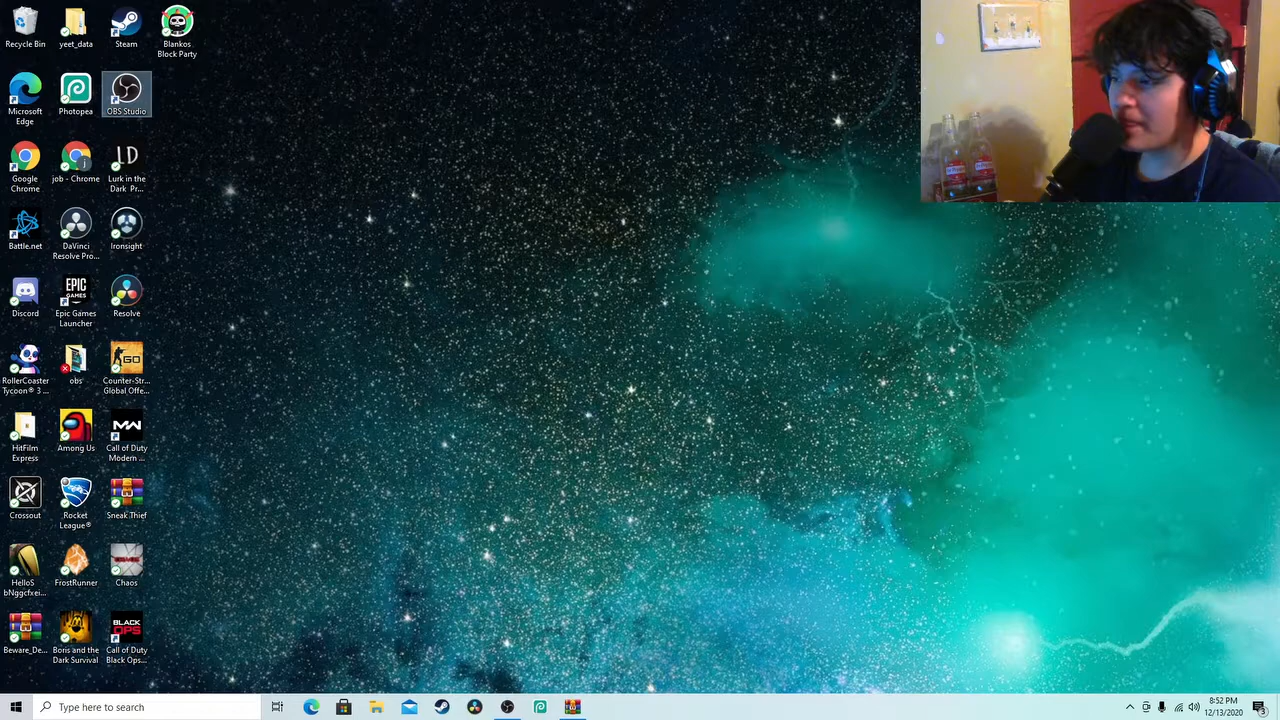 Recycle Bin
yeet_data
Steam
Blankos
Block Party
Microsoft
Edge
Photopea
OBS Studio
Google
Chrome
job - Chrome
LD
Lurk in the
Dark Pr...
Battle.net
DaVinci
Resolve Pro...
Ironsight
Discord
EPIC
GAMES
Epic Games
Launcher
Resolve
RollerCoaster
Tycoon® 3 ...
obs
GO
Counter-Str...
Global Offe...
HitFilm
Express
Among Us
MW
Call of Duty
Modern ...
Crossout
Rocket
League®
Sneak.Thief
HelloS
bNggcfxei...
FrostRunner
Chaos
Beware_De...
Boris and the
Dark Survival
BLACK
OPS
Call of Duty
Black Ops...
Type here to search
8:52 PM
12/13/2020
3